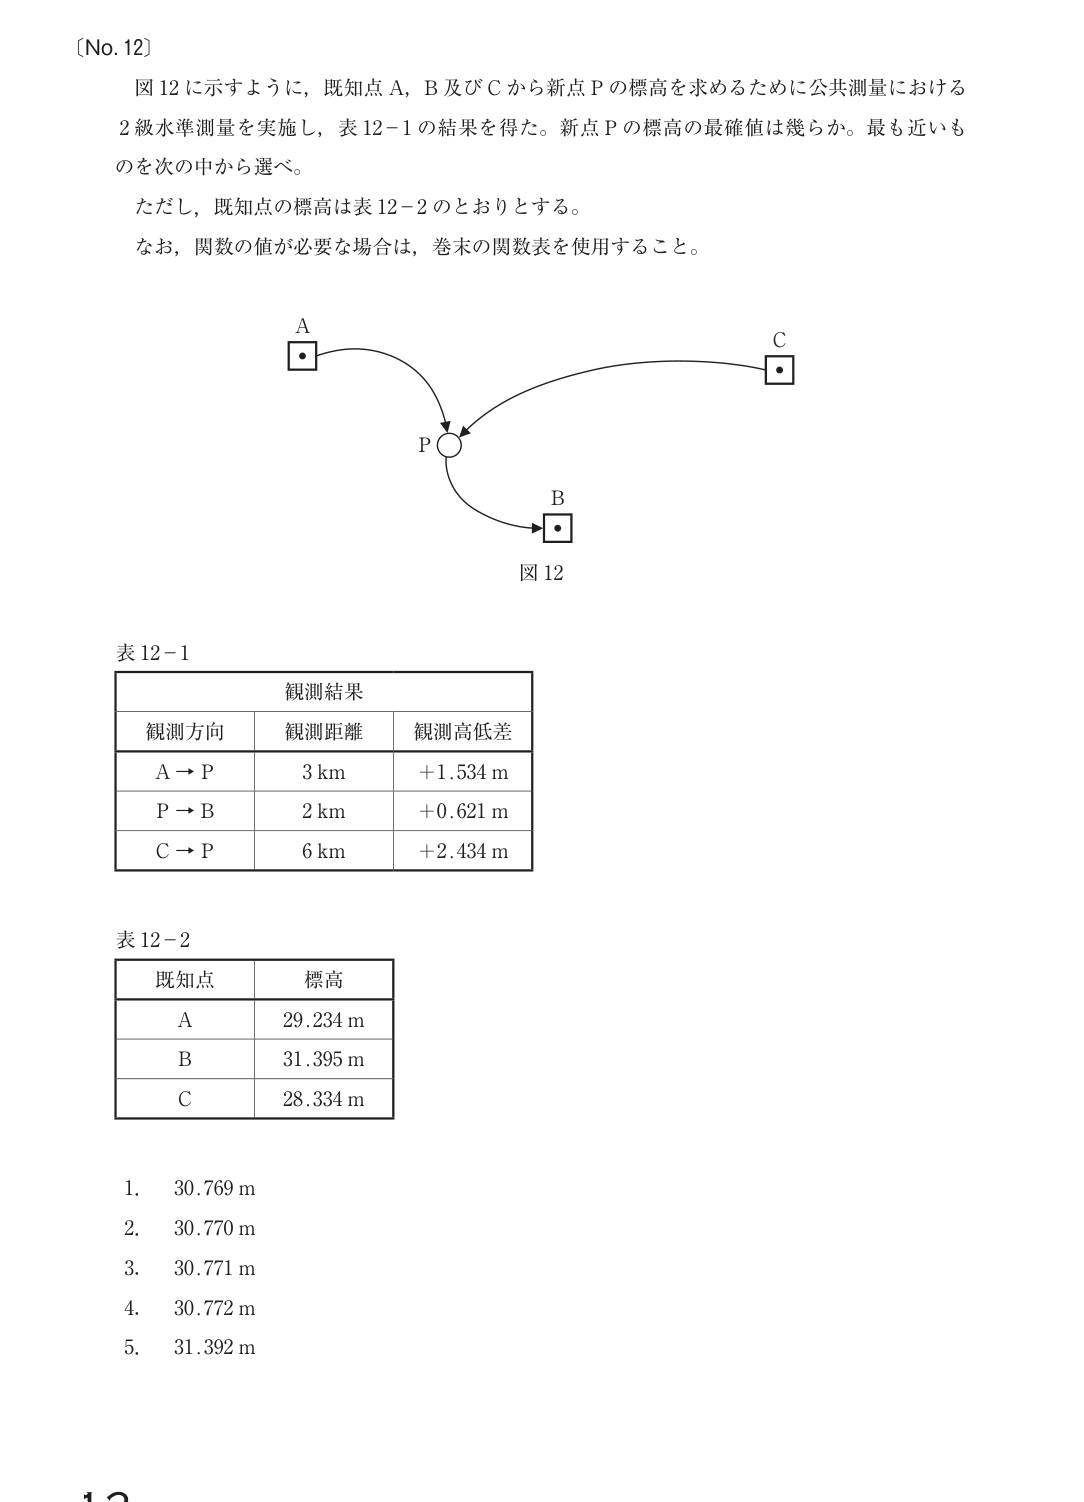 〔No. 12〕
図 12 に示すように，既知点 A，B 及び C から新点 P の標高を求めるために公共測量における
2 級水準測量を実施し，表 12－1 の結果を得た。新点 P の標高の最確値は幾らか。最も近いも
のを次の中から選べ。
ただし，既知点の標高は表 12－2 のとおりとする。
なお，関数の値が必要な場合は，巻末の関数表を使用すること。
A
C
P
B
図 12
表 12－1
観測結果
観測方向 観測距離 観測高低差
A → P 3 km ＋1.534 m
P → B 2 km ＋0.621 m
C → P 6 km ＋2.434 m
表 12－2
既知点 標高
A 29.234 m
B 31.395 m
C 28.334 m
1. 30.769 m
2. 30.770 m
3. 30.771 m
4. 30.772 m
5. 31.392 m